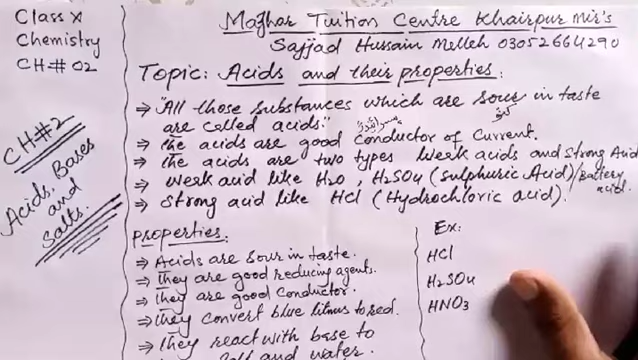 Class X
Chemistry
CH# 02
CH#2
Acids, Bases
and
Salts.
Mazhar Tuition Centre Khairpur Mir's
Sajjad Hussain Melleh 03052664290
Topic: Acids and their properties.
⇒ "All those substances which are sour in taste
are called acids."
⇒ The acids are good conductor of Current.
⇒ The acids are two types Weak acids and Strong Acid
⇒ Weak acid like H2O, H2SO4 (Sulphuric Acid)/Battery
acid.
⇒ Strong acid like HCl (Hydrochloric acid).
Properties:
⇒ Acids are sour in taste.
⇒ They are good reducing agents.
⇒ They are good Conductor.
⇒ They convert blue litmus to red.
⇒ They react with base to
and water.
Ex:
HCl
H2SO4
HNO3